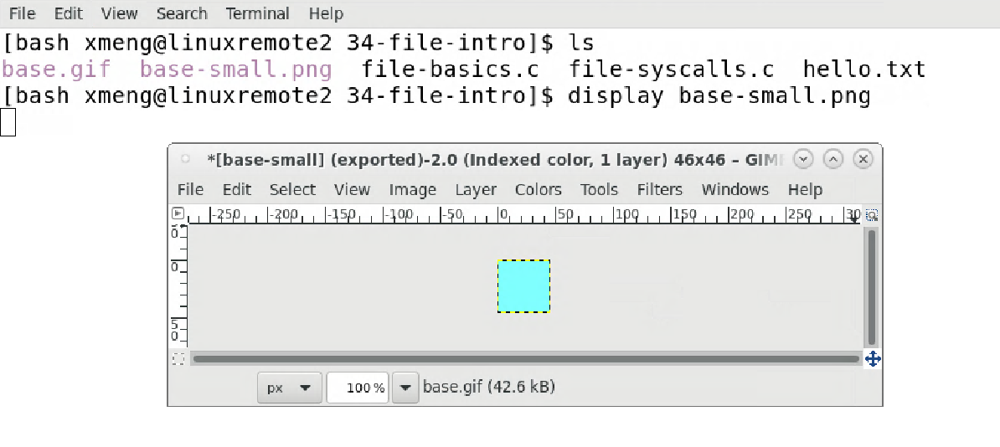 File Edit View Search Terminal Help
[bash xmeng@linuxremote2 34-file-intro]$ ls
base.gif base-small.png file-basics.c file-syscalls.c hello.txt
[bash xmeng@linuxremote2 34-file-intro]$ display base-small.png
*[base-small] (exported)-2.0 (Indexed color, 1 layer) 46x46 – GIM
File Edit Select View Image Layer Colors Tools Filters Windows Help
-250 -200 -150 -100 -50 0 50 100 150 200 250 30
0
0
5
0
px 100% base.gif (42.6 kB)